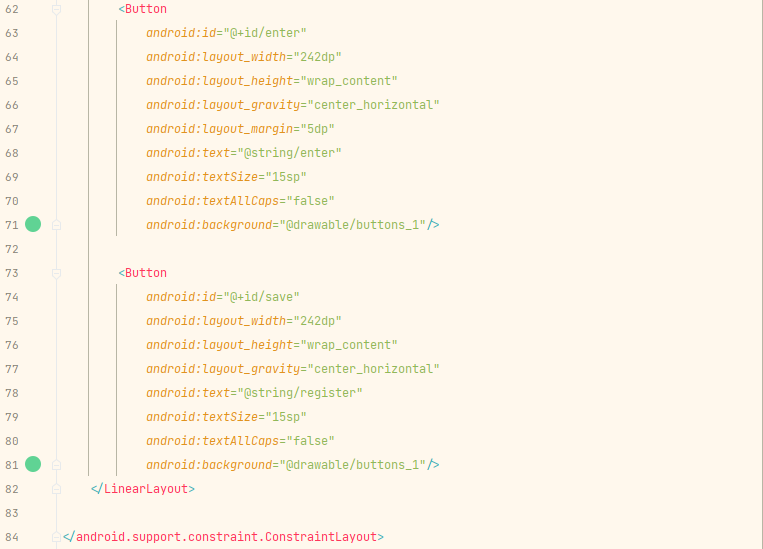 62 <Button
63 android:id="@+id/enter"
64 android:layout_width="242dp"
65 android:layout_height="wrap_content"
66 android:layout_gravity="center_horizontal"
67 android:layout_margin="5dp"
68 android:text="@string/enter"
69 android:textSize="15sp"
70 android:textAllCaps="false"
71 android:background="@drawable/buttons_1"/>
72
73 <Button
74 android:id="@+id/save"
75 android:layout_width="242dp"
76 android:layout_height="wrap_content"
77 android:layout_gravity="center_horizontal"
78 android:text="@string/register"
79 android:textSize="15sp"
80 android:textAllCaps="false"
81 android:background="@drawable/buttons_1"/>
82 </LinearLayout>
83
84 </android.support.constraint.ConstraintLayout>